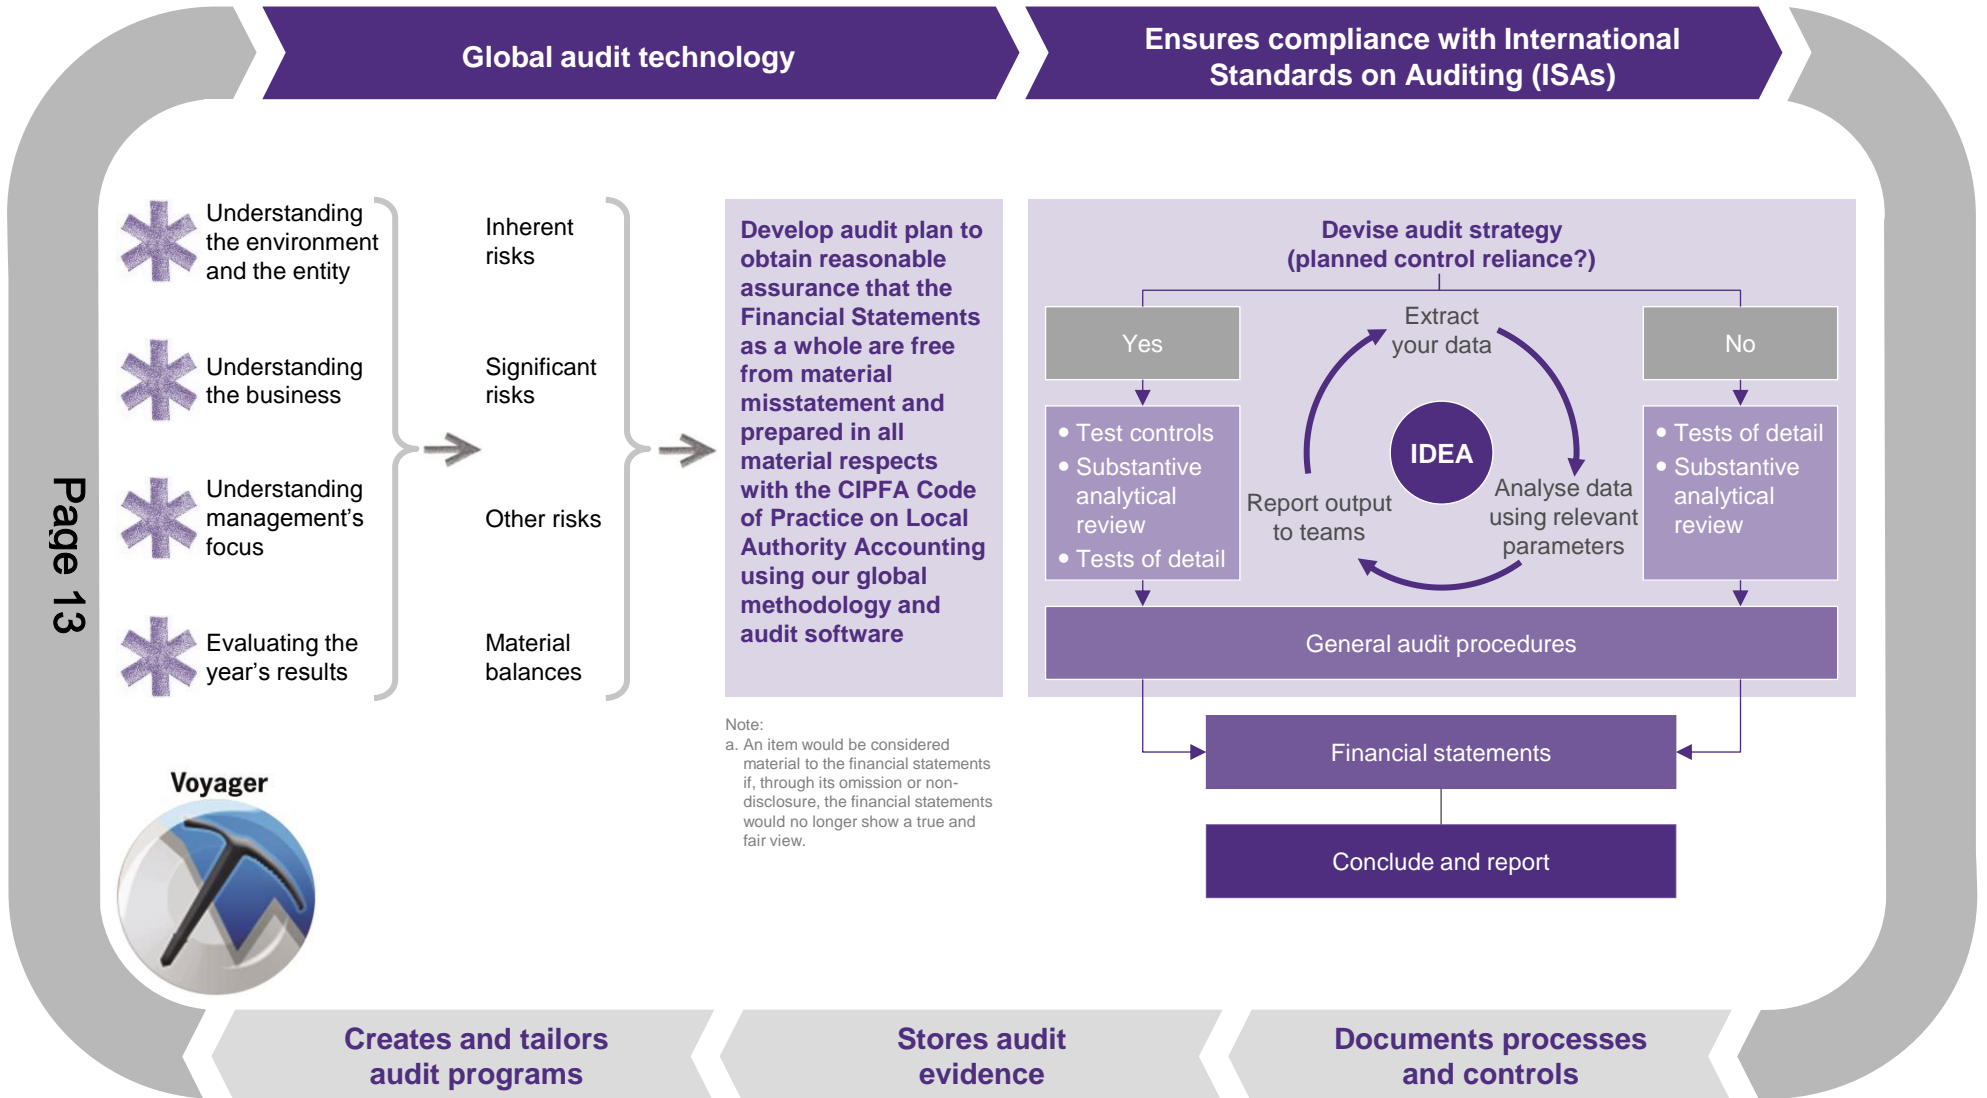 Global audit technology
Ensures compliance with International
Standards on Auditing (ISAs)
Page 13
Understanding
the environment
and the entity
Understanding
the business
Understanding
management’s
focus
Evaluating the
year’s results
Inherent
risks
Significant
risks
Other risks
Material
balances
Develop audit plan to
obtain reasonable
assurance that the
Financial Statements
as a whole are free
from material
misstatement and
prepared in all
material respects
with the CIPFA Code
of Practice on Local
Authority Accounting
using our global
methodology and
audit software
Note:
a. An item would be considered
material to the financial statements
if, through its omission or non-
disclosure, the financial statements
would no longer show a true and
fair view.
Devise audit strategy
(planned control reliance?)
Yes
• Test controls
• Substantive
analytical
review
• Tests of detail
Extract
your data
IDEA
Analyse data
using relevant
parameters
Report output
to teams
No
• Tests of detail
• Substantive
analytical
review
General audit procedures
Financial statements
Conclude and report
Voyager
Creates and tailors
audit programs
Stores audit
evidence
Documents processes
and controls